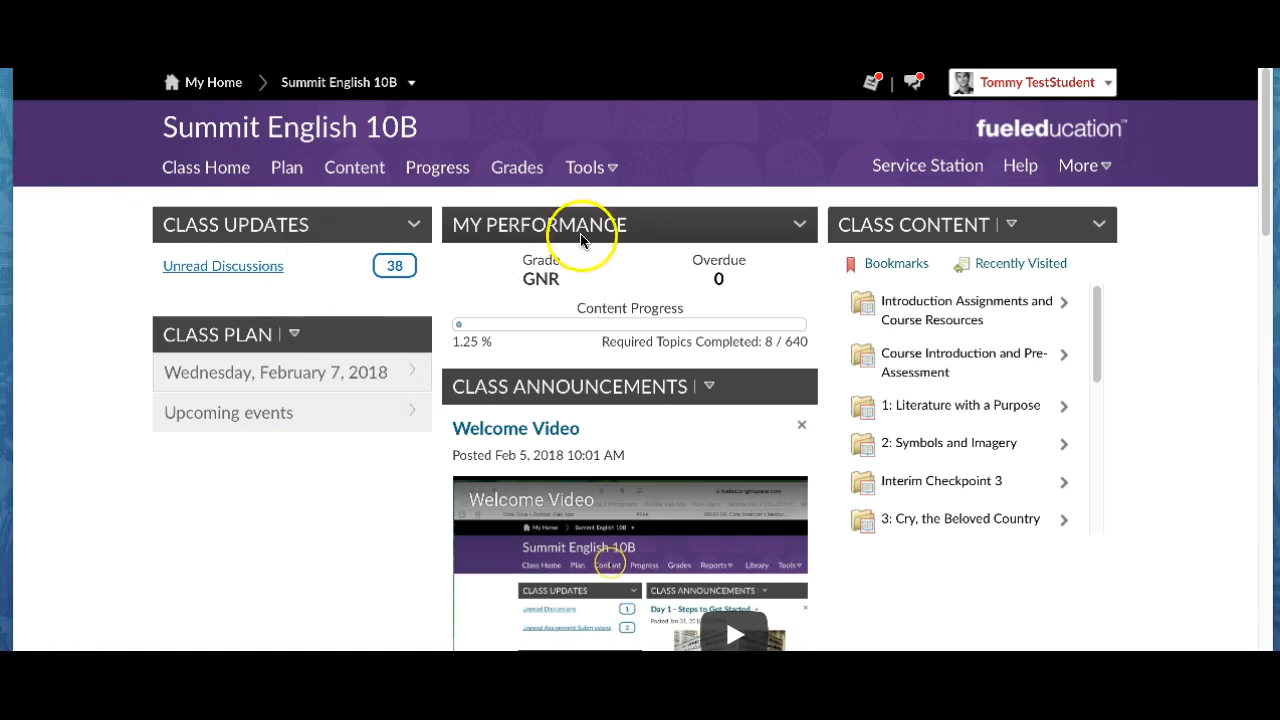 My Home
Summit English 10B
Tommy TestStudent
Summit English 10B
fueleducation™
Class Home
Plan
Content
Progress
Grades
Tools
Service Station
Help
More
CLASS UPDATES
Unread Discussions
38
CLASS PLAN
Wednesday, February 7, 2018
Upcoming events
MY PERFORMANCE
Grade
GNR
Overdue
0
Content Progress
1.25 %
Required Topics Completed: 8 / 640
CLASS ANNOUNCEMENTS
Welcome Video
Posted Feb 5, 2018 10:01 AM
Welcome Video
My Home
Summit English 10B
Summit English 10B
Class Home
Plan
Content
Progress
Grades
Reports
Library
Tools
CLASS UPDATES
Unread Discussions
1
Unread Assignment Submissions
2
CLASS ANNOUNCEMENTS
Day 1 - Steps to Get Started
CLASS CONTENT
Bookmarks
Recently Visited
Introduction Assignments and
Course Resources
Course Introduction and Pre-
Assessment
1: Literature with a Purpose
2: Symbols and Imagery
Interim Checkpoint 3
3: Cry, the Beloved Country